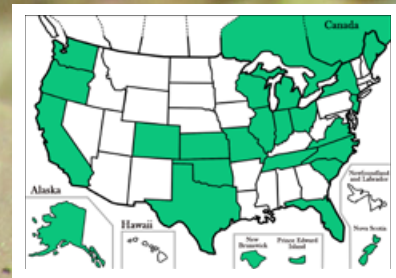 Canada
Newfoundland
and Labrador
Alaska
Hawaii
New
Brunswick
Prince Edward
Island
Nova Scotia